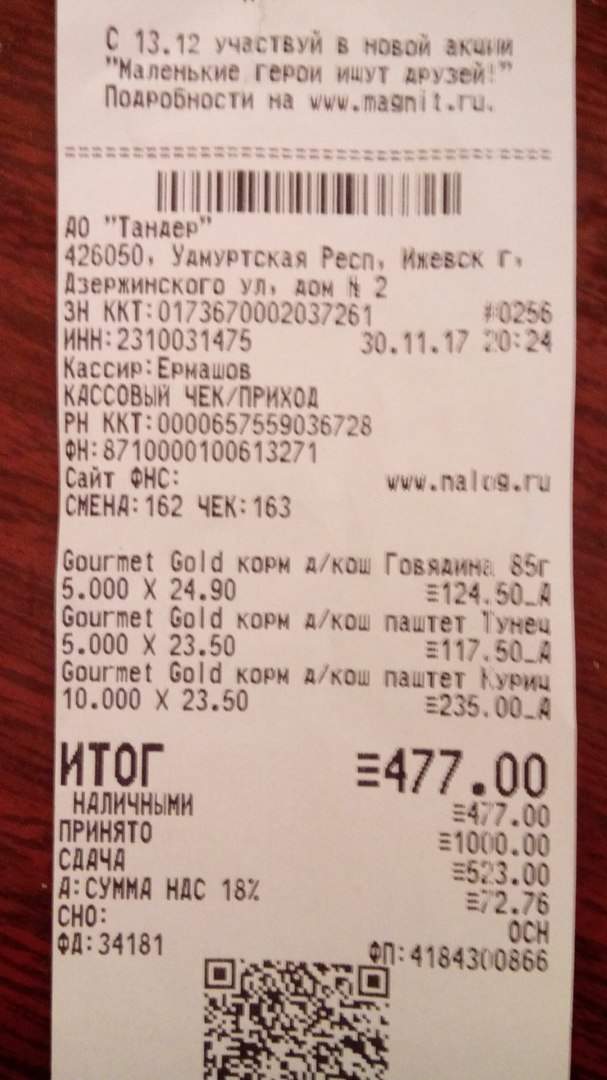 С 13.12 участвуй в новой акции
"Маленькие герои ищут друзей!"
Подробности на www.magnit.ru.
АО "Тандер"
426050, Удмуртская Респ, Ижевск г,
Дзержинского ул, дом № 2
ЗН ККТ:0173670002037261 #0256
ИНН:2310031475 30.11.17 20:24
Кассир:Ермашов
КАССОВЫЙ ЧЕК/ПРИХОД
РН ККТ:0000657559036728
ФН:8710000100613271
Сайт ФНС: www.nalog.ru
СМЕНА:162 ЧЕК:163
Gourmet Gold корм д/кош Говядина 85г
5.000 X 24.90 ≡124.50_А
Gourmet Gold корм д/кош паштет Тунец
5.000 X 23.50 ≡117.50_А
Gourmet Gold корм д/кош паштет Куриц
10.000 X 23.50 ≡235.00_А
ИТОГ ≡477.00
НАЛИЧНЫМИ ≡477.00
ПРИНЯТО ≡1000.00
СДАЧА ≡523.00
А:СУММА НДС 18% ≡72.76
СНО: ОСН
ФД:34181 ФП:4184300866